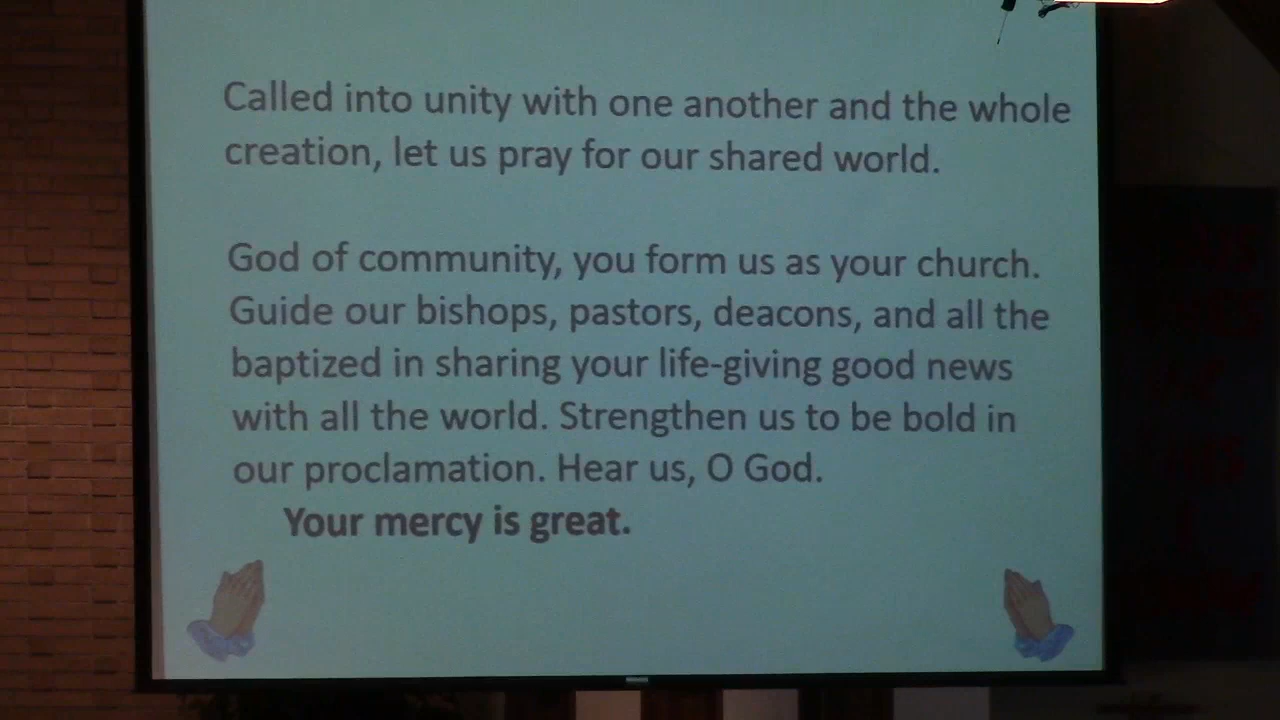 Called into unity with one another and the whole
creation, let us pray for our shared world.
God of community, you form us as your church.
Guide our bishops, pastors, deacons, and all the
baptized in sharing your life-giving good news
with all the world. Strengthen us to be bold in
our proclamation. Hear us, O God.
Your mercy is great.